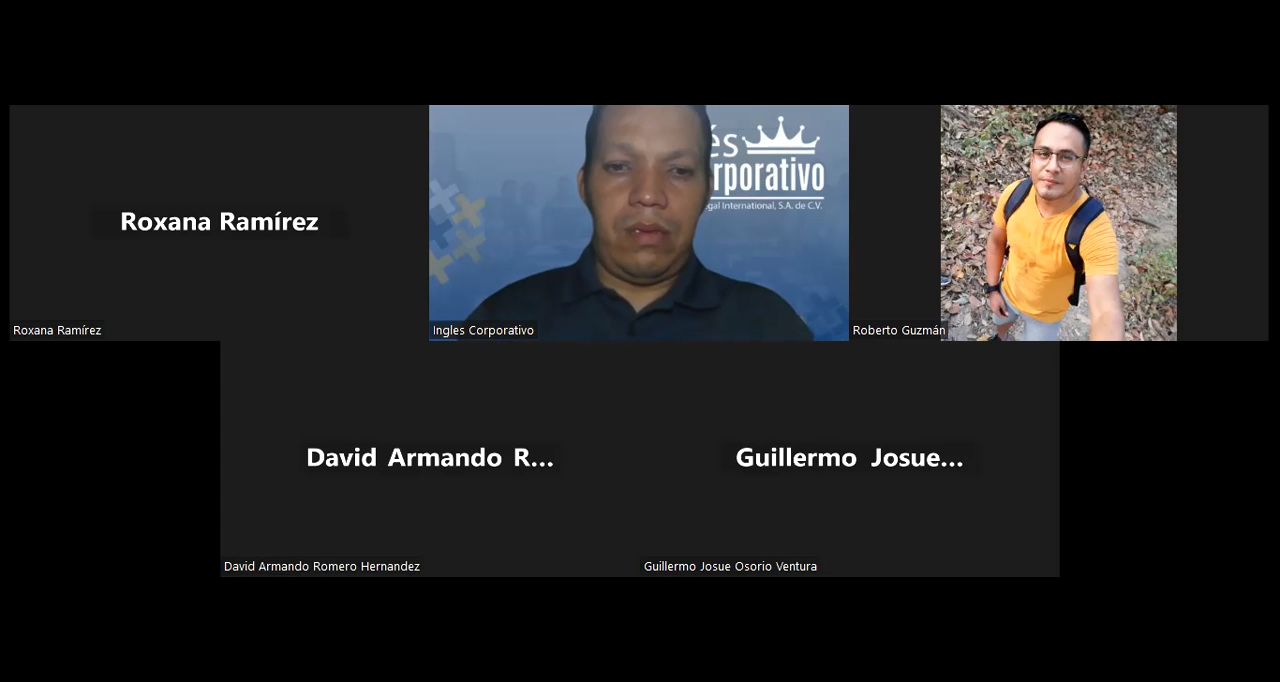 Roxana Ramírez
Roxana Ramírez
és
rporativo
gal International, S.A. de C.V.
Ingles Corporativo
Roberto Guzmán
David Armando R...
Guillermo Josue...
David Armando Romero Hernandez
Guillermo Josue Osorio Ventura